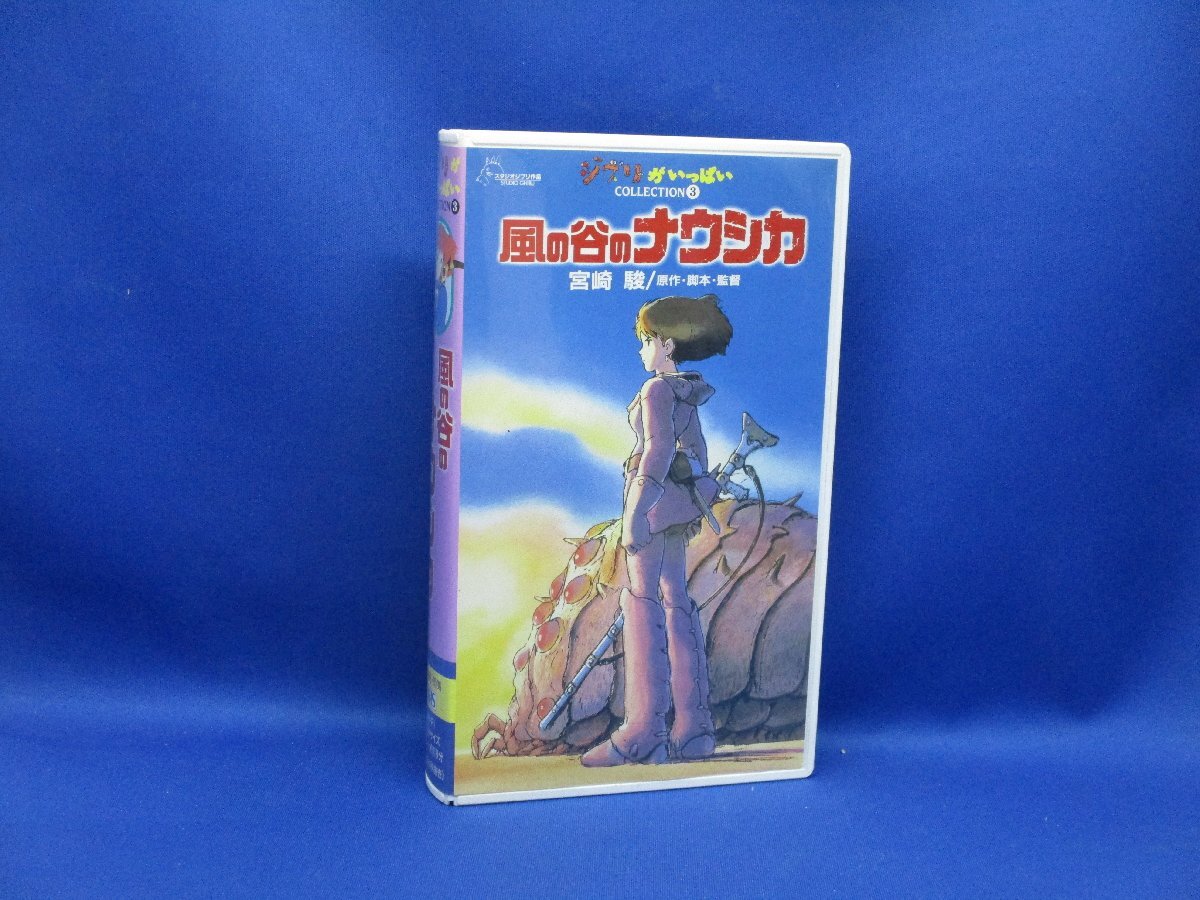 スタジオジブリ作品
STUDIO GHIBLI
ジブリがいっぱい
COLLECTION③
風の谷のナウシカ
宮崎 駿/原作・脚本・監督
風の谷の